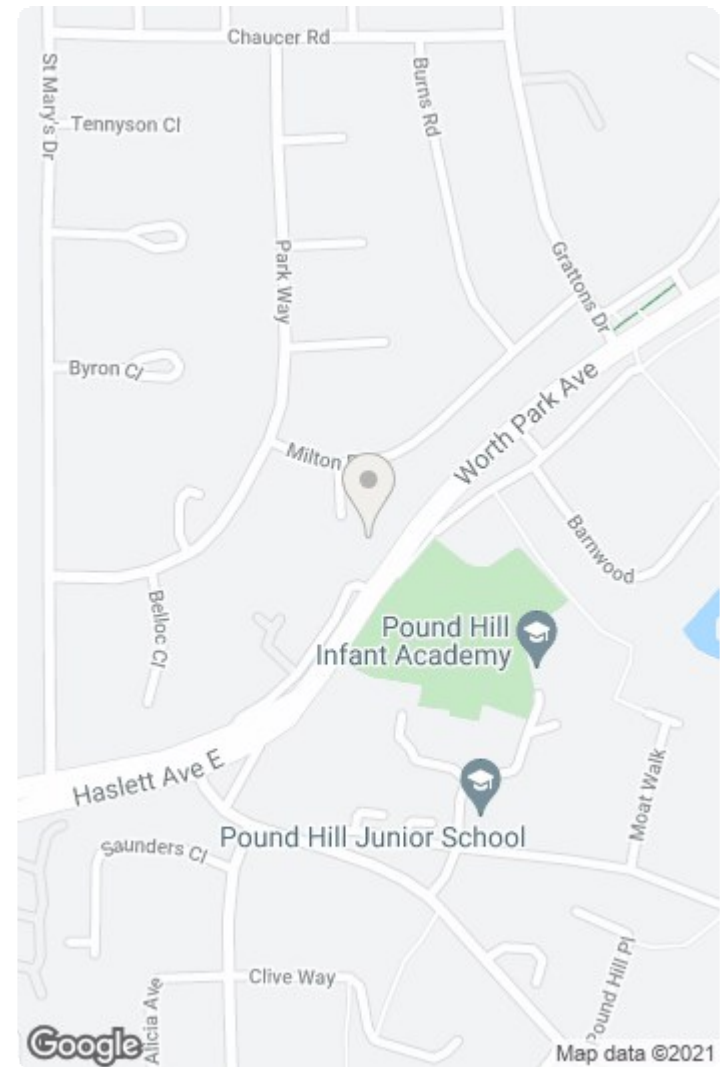 Chaucer Rd
St Mary's Dr
Burns Rd
Tennyson Cl
Park Way
Grattons Dr
Byron Cl
Worth Park Ave
Milton
Barnwood
Belloc Cl
Pound Hill
Infant Academy
Haslett Ave E
Moat Walk
Pound Hill Junior School
Saunders Cl
Pound Hill Pl
Clive Way
Alicia Ave
Google
Map data ©2021